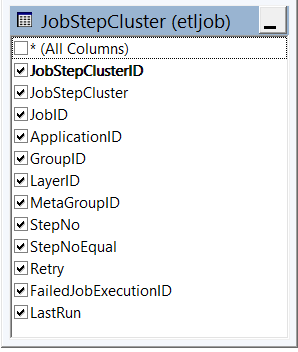 JobStepCluster (etljob)
* (All Columns)
JobStepClusterID
JobStepCluster
JobID
ApplicationID
GroupID
LayerID
MetaGroupID
StepNo
StepNoEqual
Retry
FailedJobExecutionID
LastRun